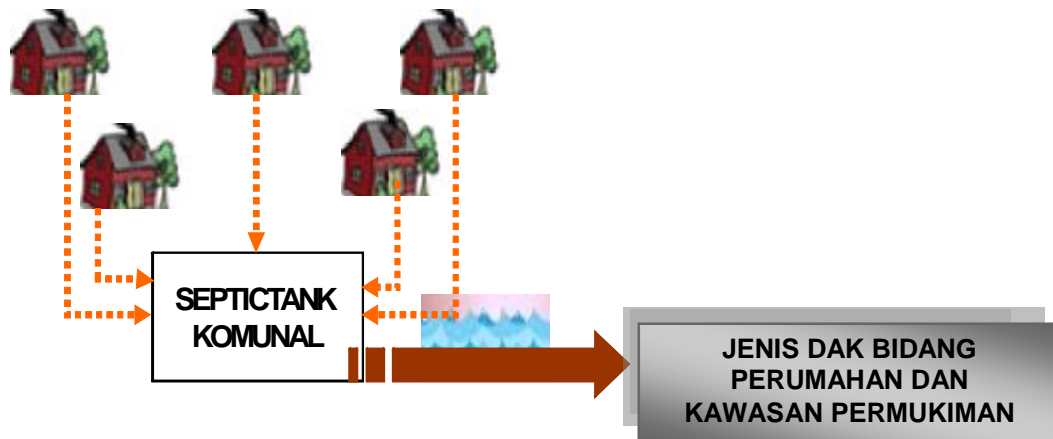 SEPTICTANK
KOMUNAL
JENIS DAK BIDANG
PERUMAHAN DAN
KAWASAN PERMUKIMAN